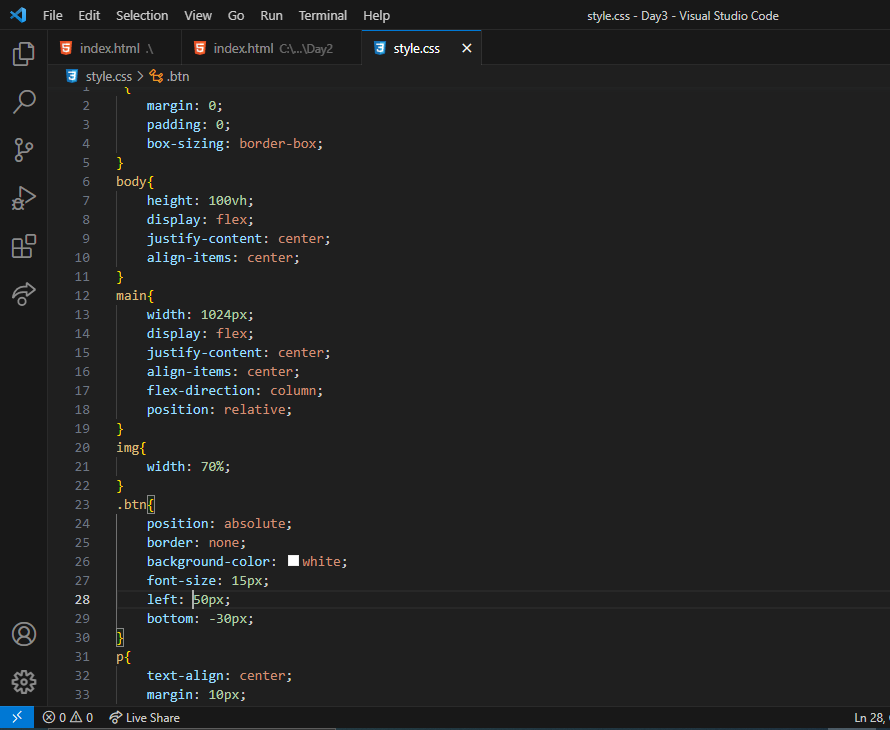 File Edit Selection View Go Run Terminal Help style.css - Day3 - Visual Studio Code
index.html .\ index.html C:\...\Day2 style.css
style.css > .btn
{
2 margin: 0;
3 padding: 0;
4 box-sizing: border-box;
5 }
6 body{
7 height: 100vh;
8 display: flex;
9 justify-content: center;
10 align-items: center;
11 }
12 main{
13 width: 1024px;
14 display: flex;
15 justify-content: center;
16 align-items: center;
17 flex-direction: column;
18 position: relative;
19 }
20 img{
21 width: 70%;
22 }
23 .btn{
24 position: absolute;
25 border: none;
26 background-color: white;
27 font-size: 15px;
28 left: 50px;
29 bottom: -30px;
30 }
31 p{
32 text-align: center;
33 margin: 10px;
0 0 Live Share Ln 28,